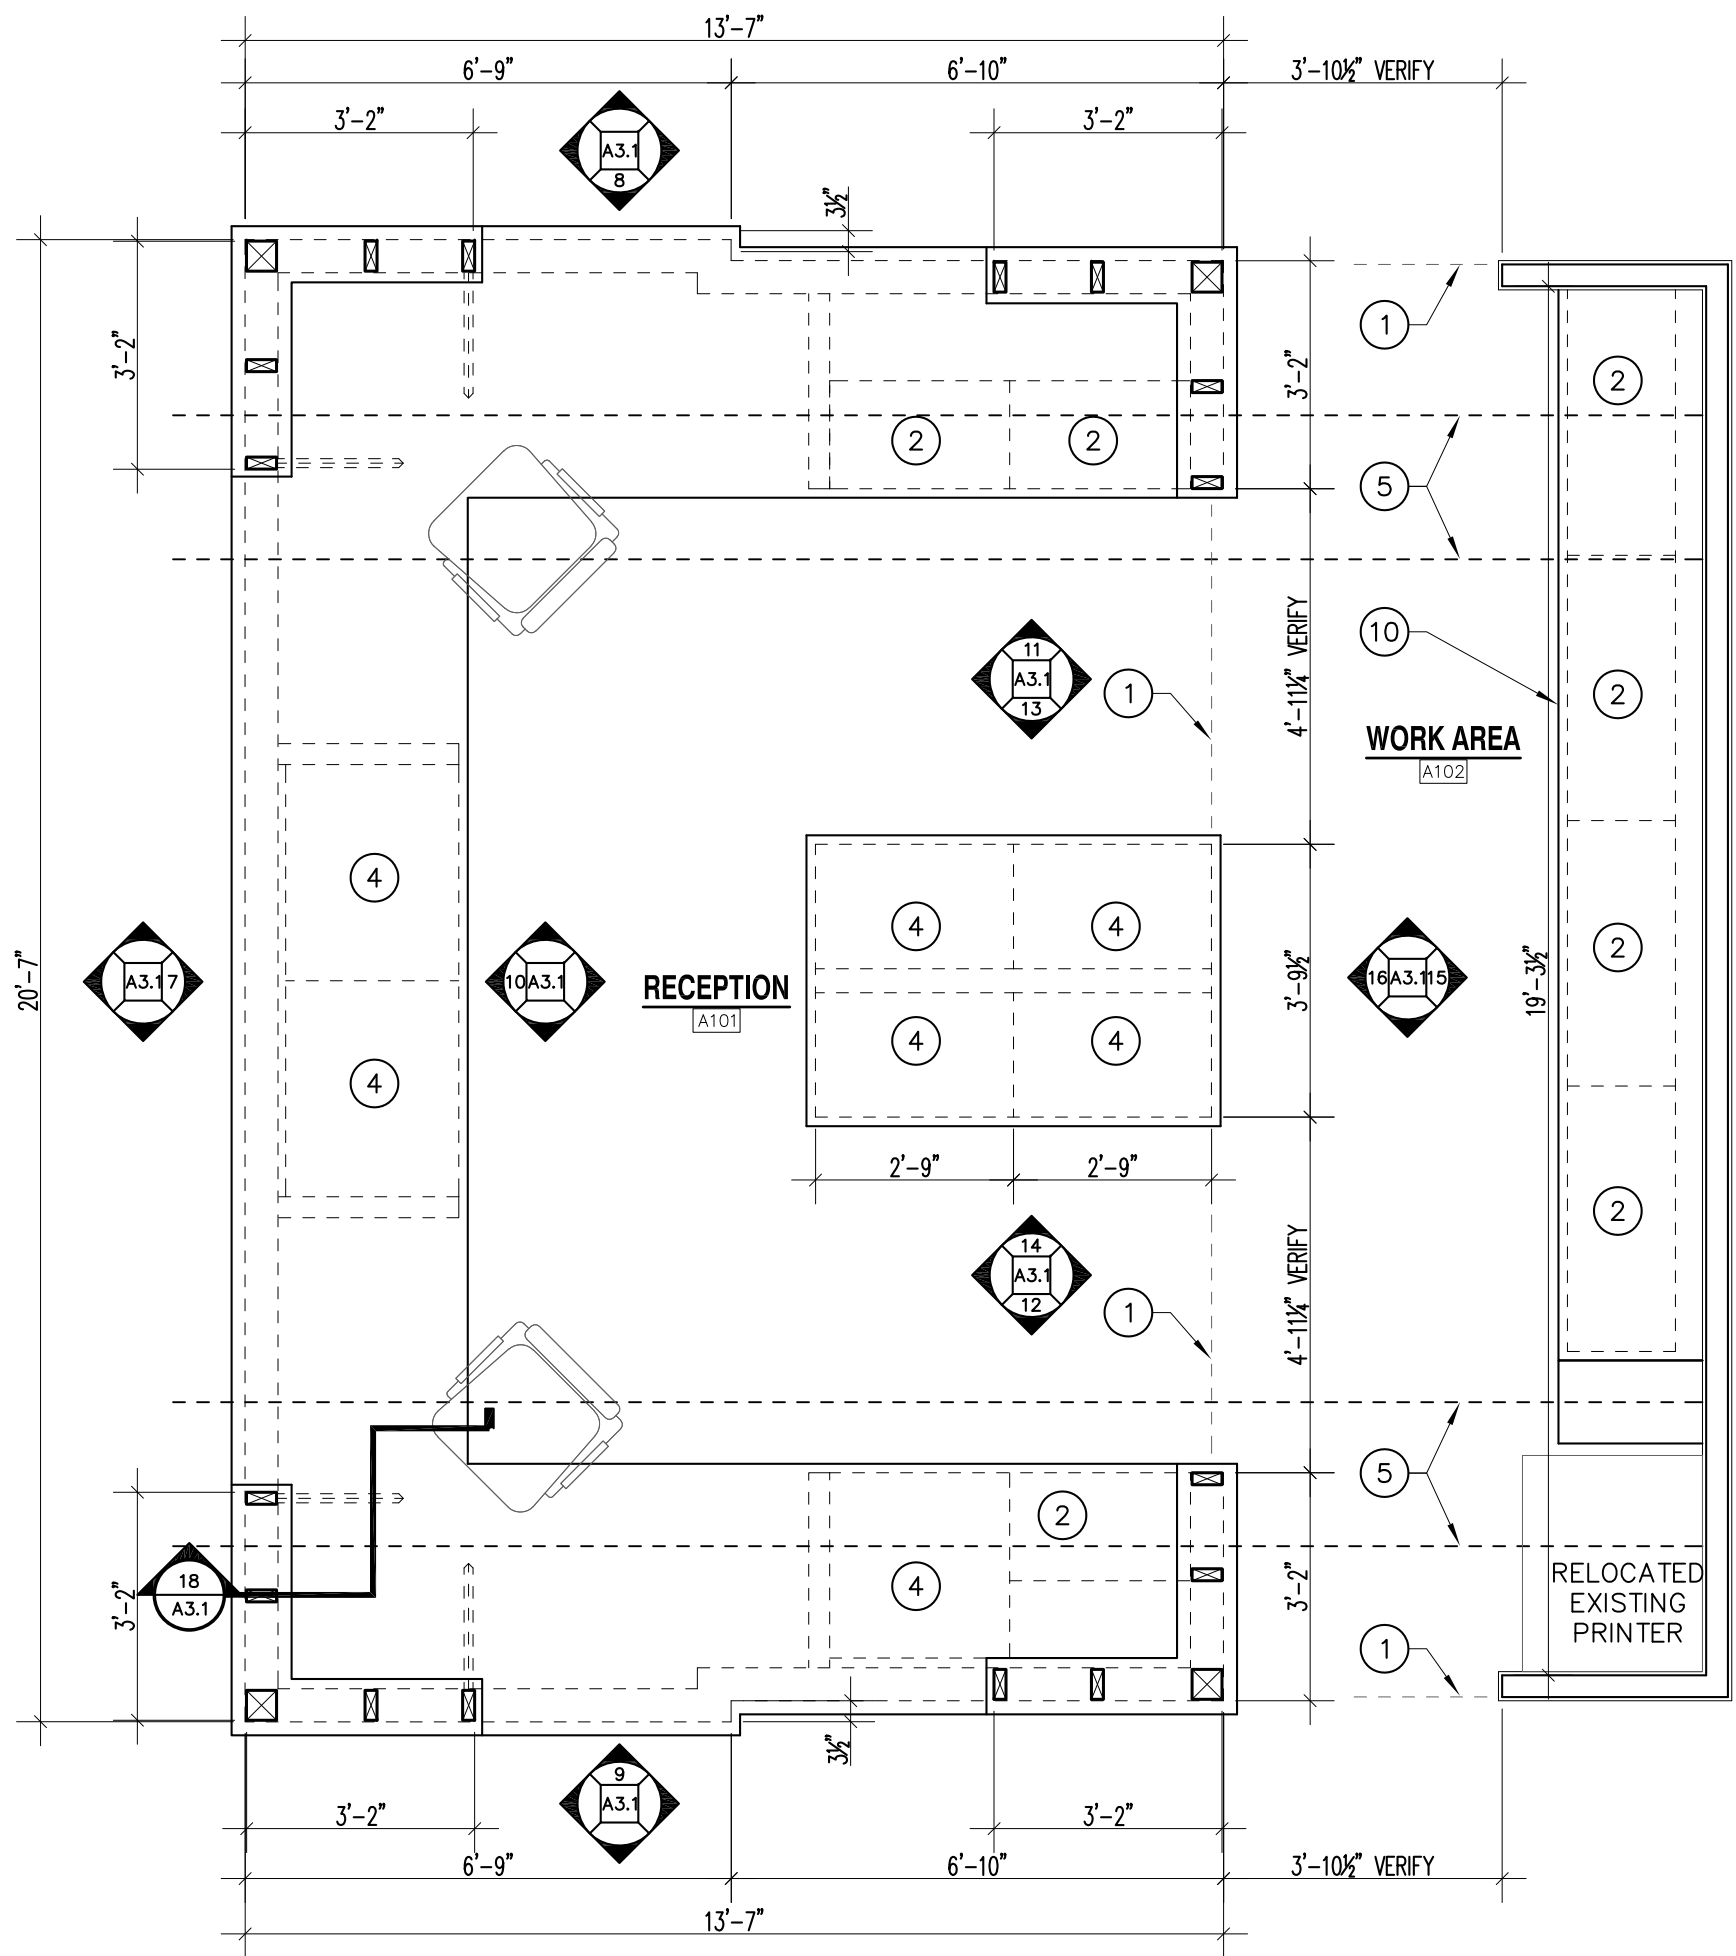 13'-7"
6'-9"
6'-10"
3'-10½" VERIFY
3'-2"
3'-2"
A3.1
8
3½"
1
3'-2"
3'-2"
2
2
2
5
10
4'-11¼" VERIFY
11
A3.1
13
1
2
WORK AREA
A102
4
4
4
20'-7"
A3.1 7
10 A3.1
RECEPTION
A101
3'-9½"
16 A3.1 15
19'-3½"
2
4
4
4
2'-9"
2'-9"
2
14
A3.1
12
1
4'-11¼" VERIFY
5
2
4
18
A3.1
3'-2"
3'-2"
RELOCATED
EXISTING
PRINTER
1
3½"
9
A3.1
3'-2"
3'-2"
6'-9"
6'-10"
3'-10½" VERIFY
13'-7"